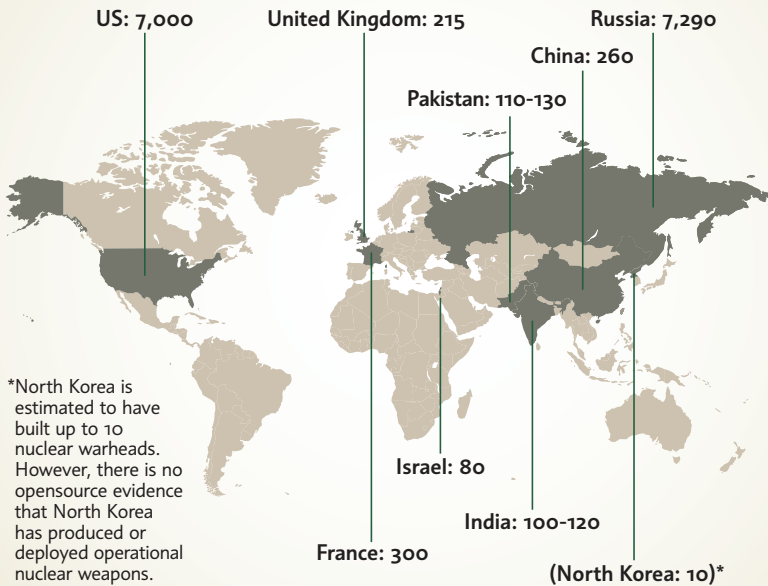 US: 7,000
United Kingdom: 215
Russia: 7,290
China: 260
Pakistan: 110-130
*North Korea is
estimated to have
built up to 10
nuclear warheads.
However, there is no
opensource evidence
that North Korea
has produced or
deployed operational
nuclear weapons.
Israel: 80
India: 100-120
France: 300
(North Korea: 10)*